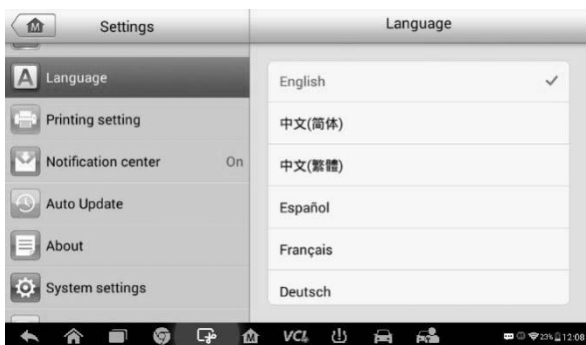 Settings
Language
Language
Printing setting
Notification center On
Auto Update
About
System settings
English
中文(简体)
中文(繁體)
Español
Français
Deutsch
VCI
23% 12:08